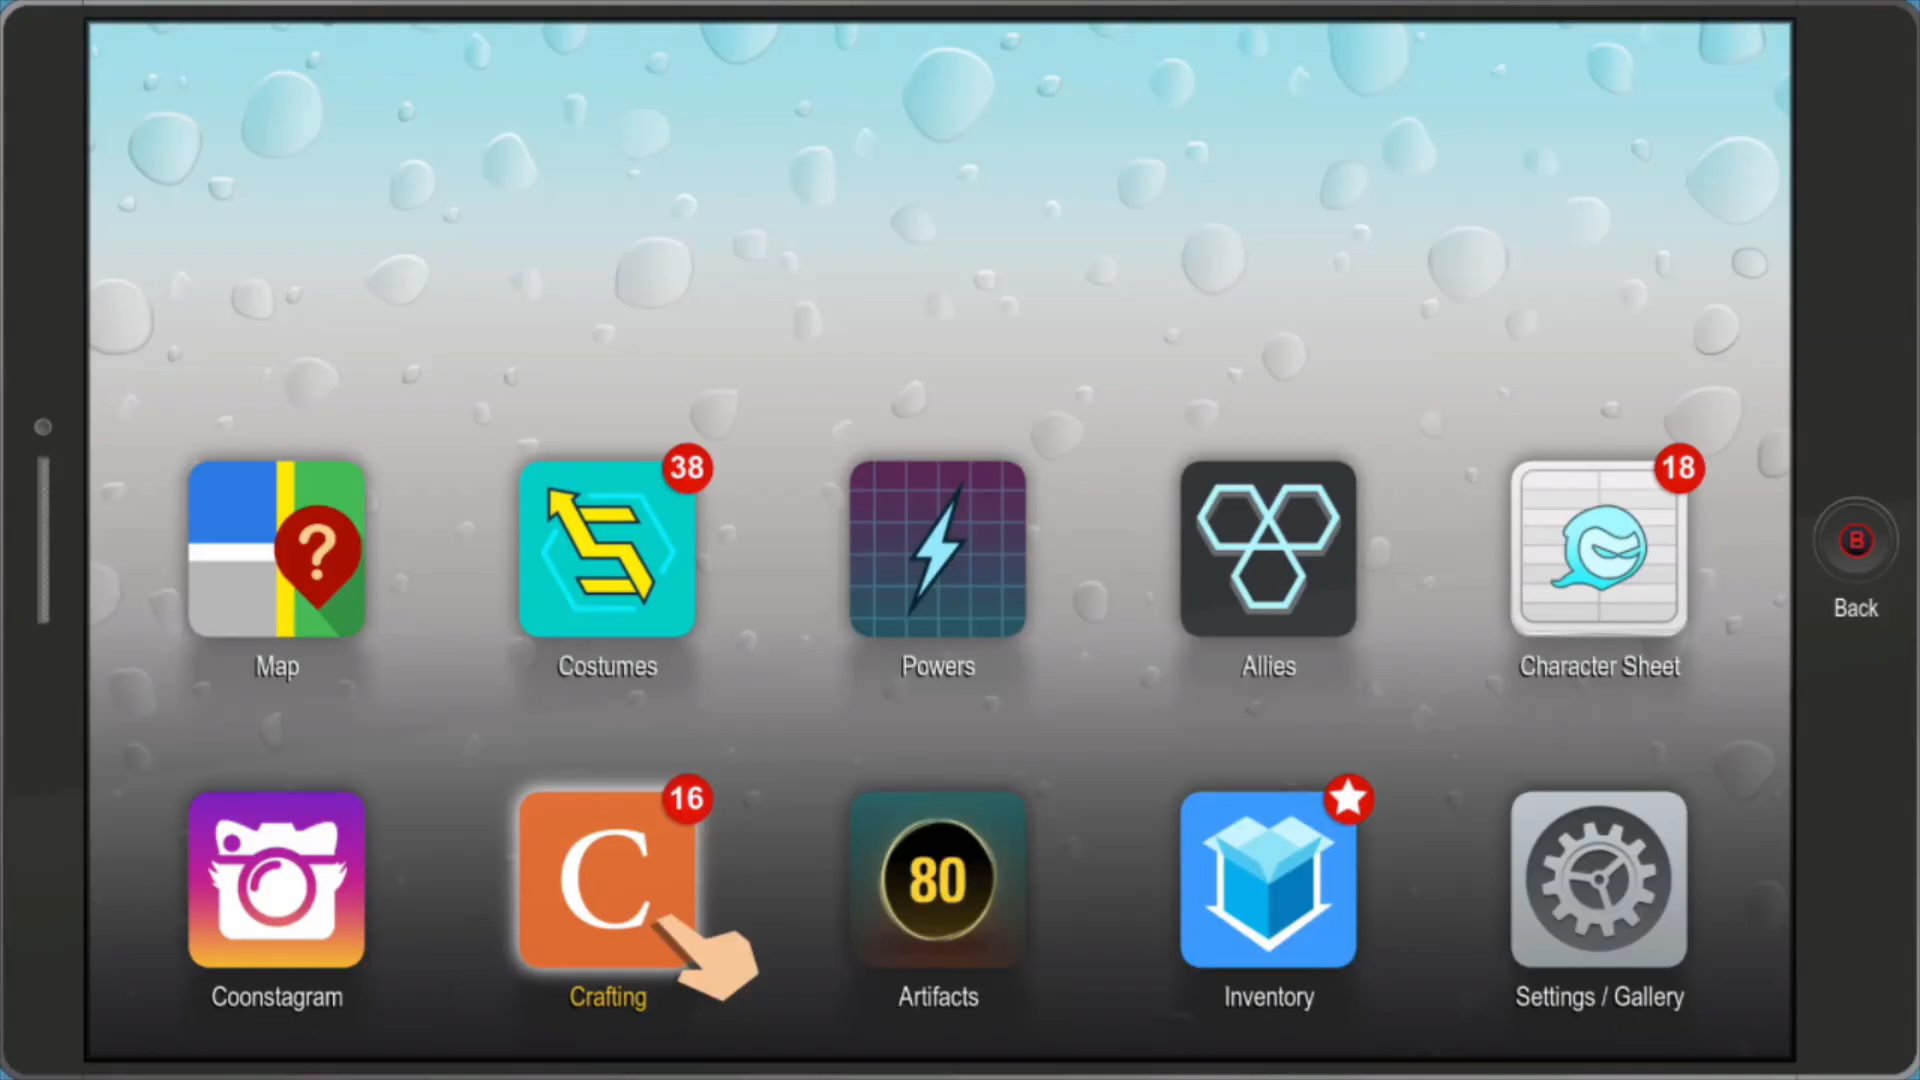 38
18
?
B
Back
Map
Costumes
Powers
Allies
Character Sheet
16
C
80
Coonstagram
Crafting
Artifacts
Inventory
Settings / Gallery